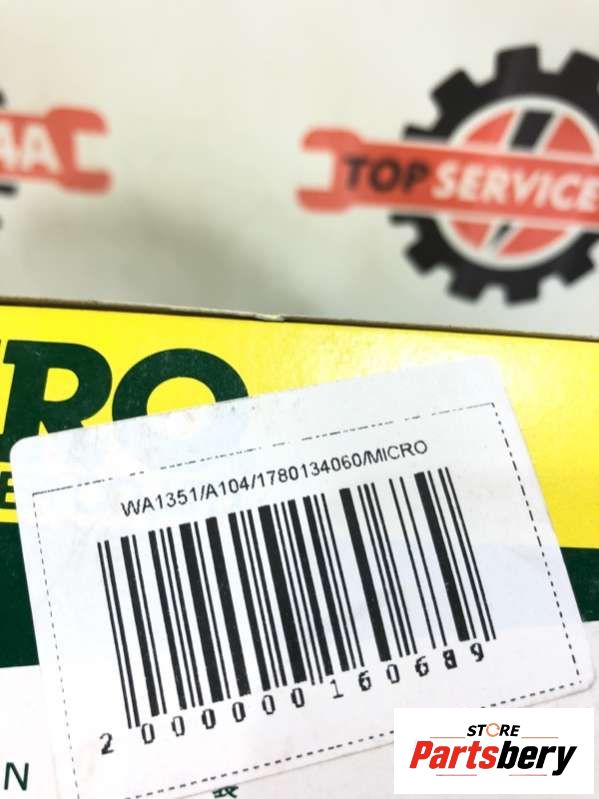 AA
TOP SERVICE
RO
WA1351/A104/1780134060/MICRO
2 000000 160689
N
STORE
Partsbery